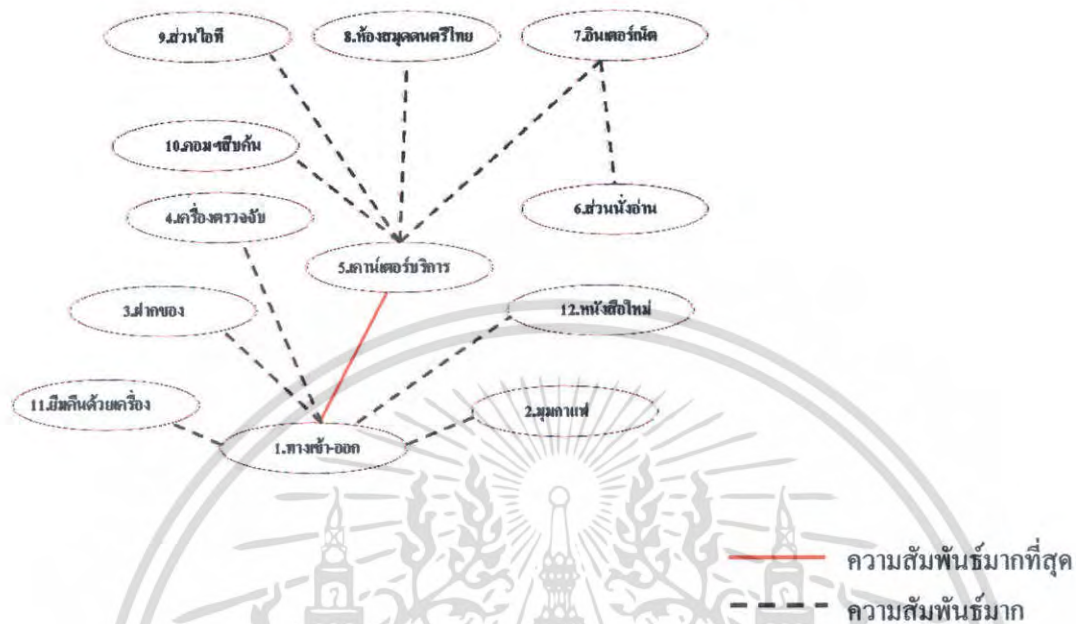 9.ส่วนไอที
8.ห้องสมุดดนตรีไทย
7.อินเตอร์เน็ต
10.คอมฯสืบค้น
4.เครื่องตรวจจับ
6.ส่วนนั่งอ่าน
5.เคาน์เตอร์บริการ
3.ฝากของ
12.หนังสือใหม่
11.ยืมคืนด้วยเครื่อง
2.มุมกาแฟ
1.ทางเข้า-ออก
ความสัมพันธ์มากที่สุด
ความสัมพันธ์มาก